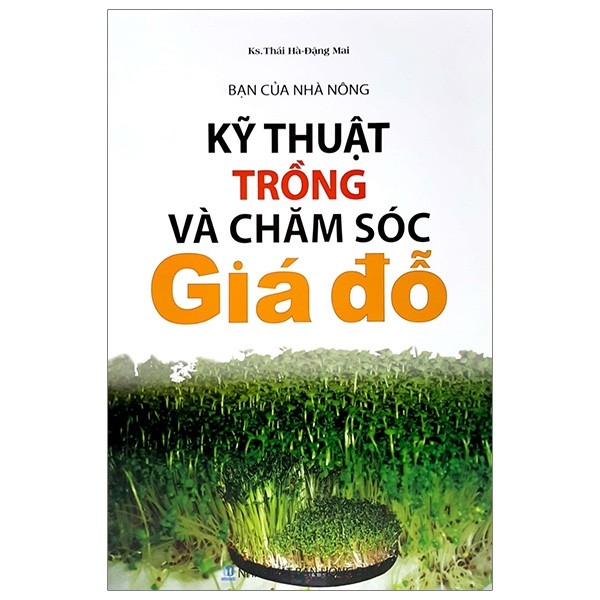 Ks.Thái Hà-Đặng Mai
BẠN CỦA NHÀ NÔNG
KỸ THUẬT
TRỒNG
VÀ CHĂM SÓC
Giá đỗ